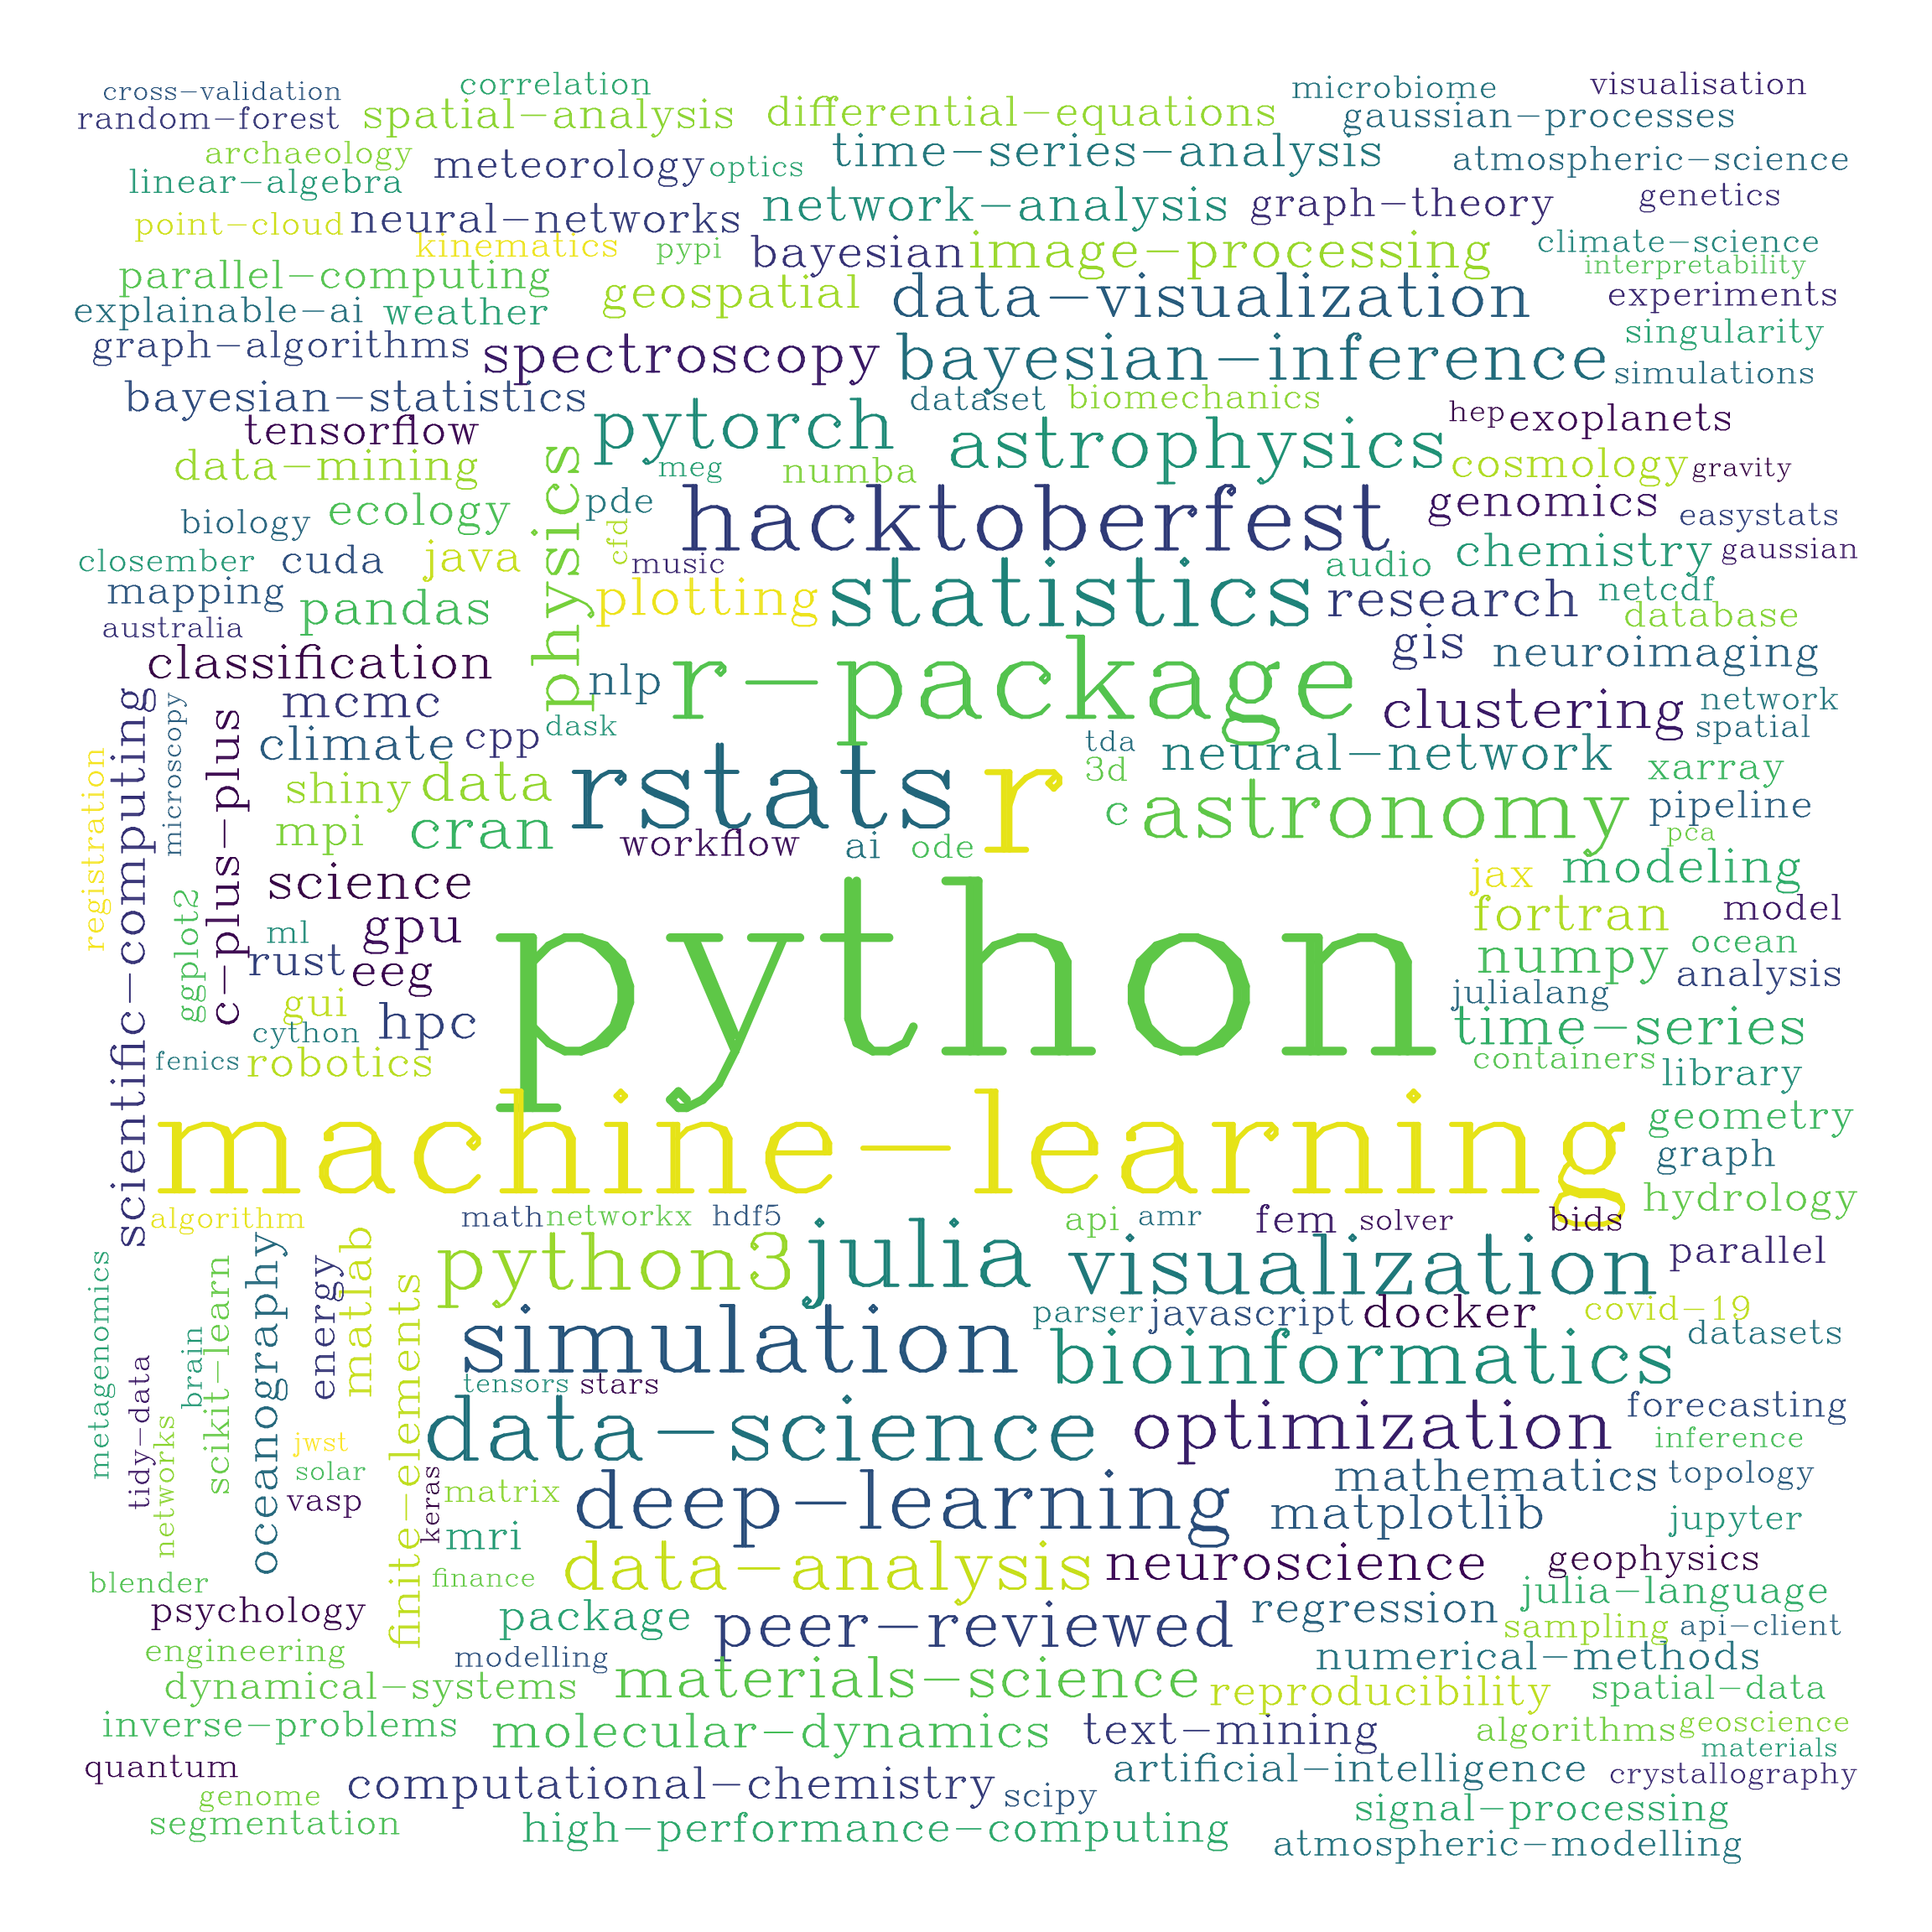 cross-validation
correlation
microbiome
visualisation
random-forest
spatial-analysis
differential-equations
gaussian-processes
archaeology
meteorology
optics
time-series-analysis
atmospheric-science
linear-algebra
genetics
point-cloud
neural-networks
network-analysis
graph-theory
kinematics
pypi
bayesian
image-processing
climate-science
interpretability
parallel-computing
geospatial
data-visualization
experiments
explainable-ai
weather
singularity
graph-algorithms
spectroscopy
bayesian-inference
simulations
bayesian-statistics
dataset
biomechanics
tensorflow
pytorch
astrophysics
hep
exoplanets
data-mining
meg
numba
cosmology
gravity
physics
pde
hacktoberfest
genomics
easystats
biology
ecology
cfd
closember
cuda
java
music
audio
chemistry
gaussian
mapping
pandas
plotting
statistics
research
netcdf
database
australia
classification
nlp
r-package
gis
neuroimaging
scientific-computing
microscopy
c-plus-plus
mcmc
clustering
network
spatial
climate
cpp
dask
tda
neural-network
registration
shiny
data
rstats
r
3d
xarray
c
astronomy
pipeline
mpi
cran
workflow
ai
ode
pca
science
jax
modeling
ggplot2
ml
gpu
python
fortran
model
rust
eeg
numpy
ocean
analysis
gui
julialang
cython
hpc
time-series
fenics
robotics
containers
library
machine-learning
geometry
graph
hydrology
algorithm
math
networkx
hdf5
api
amr
fem
solver
bids
metagenomics
oceanography
energy
matlab
python3
julia
visualization
parallel
scikit-learn
finite-elements
simulation
parser
javascript
docker
covid-19
datasets
tidy-data
brain
tensors
stars
bioinformatics
networks
jwst
solar
vasp
data-science
optimization
forecasting
inference
keras
matrix
deep-learning
mathematics
topology
matplotlib
jupyter
mri
blender
finance
data-analysis
neuroscience
geophysics
psychology
package
peer-reviewed
regression
julia-language
sampling
api-client
engineering
modelling
numerical-methods
dynamical-systems
materials-science
reproducibility
spatial-data
inverse-problems
molecular-dynamics
text-mining
algorithms
geoscience
materials
quantum
computational-chemistry
artificial-intelligence
crystallography
genome
scipy
segmentation
high-performance-computing
signal-processing
atmospheric-modelling